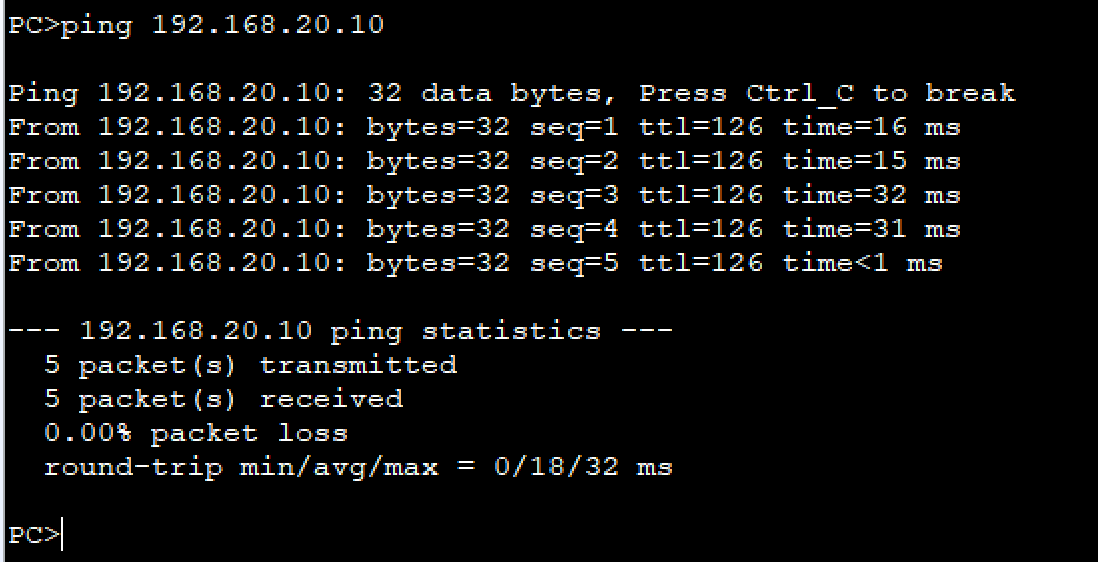 PC>ping 192.168.20.10
Ping 192.168.20.10: 32 data bytes, Press Ctrl_C to break
From 192.168.20.10: bytes=32 seq=1 ttl=126 time=16 ms
From 192.168.20.10: bytes=32 seq=2 ttl=126 time=15 ms
From 192.168.20.10: bytes=32 seq=3 ttl=126 time=32 ms
From 192.168.20.10: bytes=32 seq=4 ttl=126 time=31 ms
From 192.168.20.10: bytes=32 seq=5 ttl=126 time<1 ms
--- 192.168.20.10 ping statistics ---
5 packet(s) transmitted
5 packet(s) received
0.00% packet loss
round-trip min/avg/max = 0/18/32 ms
PC>